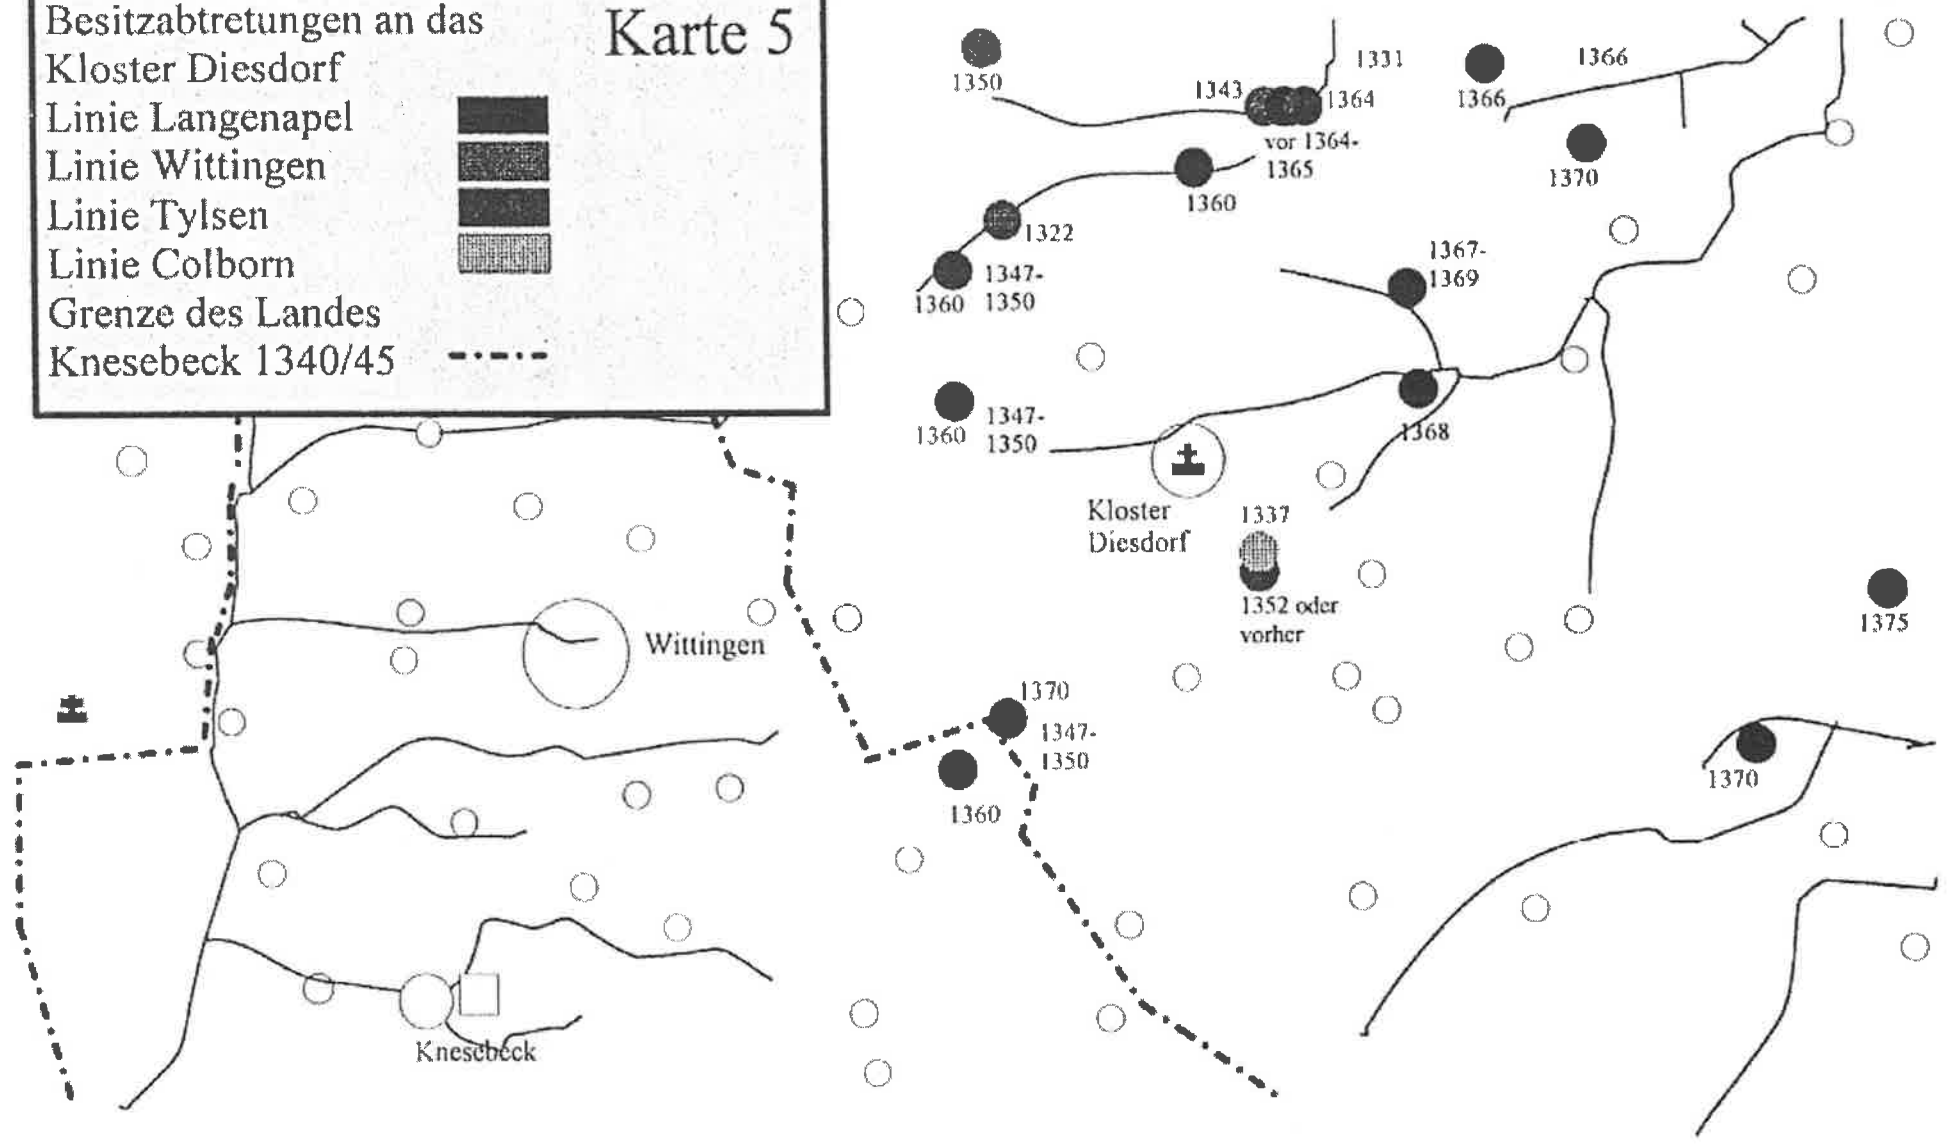 Besitzabtretungen an das
Kloster Diesdorf
Karte 5
Linie Langenapel
Linie Wittingen
Linie Tylsen
Linie Colborn
Grenze des Landes
Knesebeck 1340/45
1350
1343
1331
1364
vor 1364-
1365
1366
1366
1370
1360
1322
1347-
1350
1360
1367-
1369
1360
1347-
1350
1368
Kloster
Diesdorf
1337
1352 oder
vorher
1375
Wittingen
1370
1347-
1350
1360
1370
Knesebeck